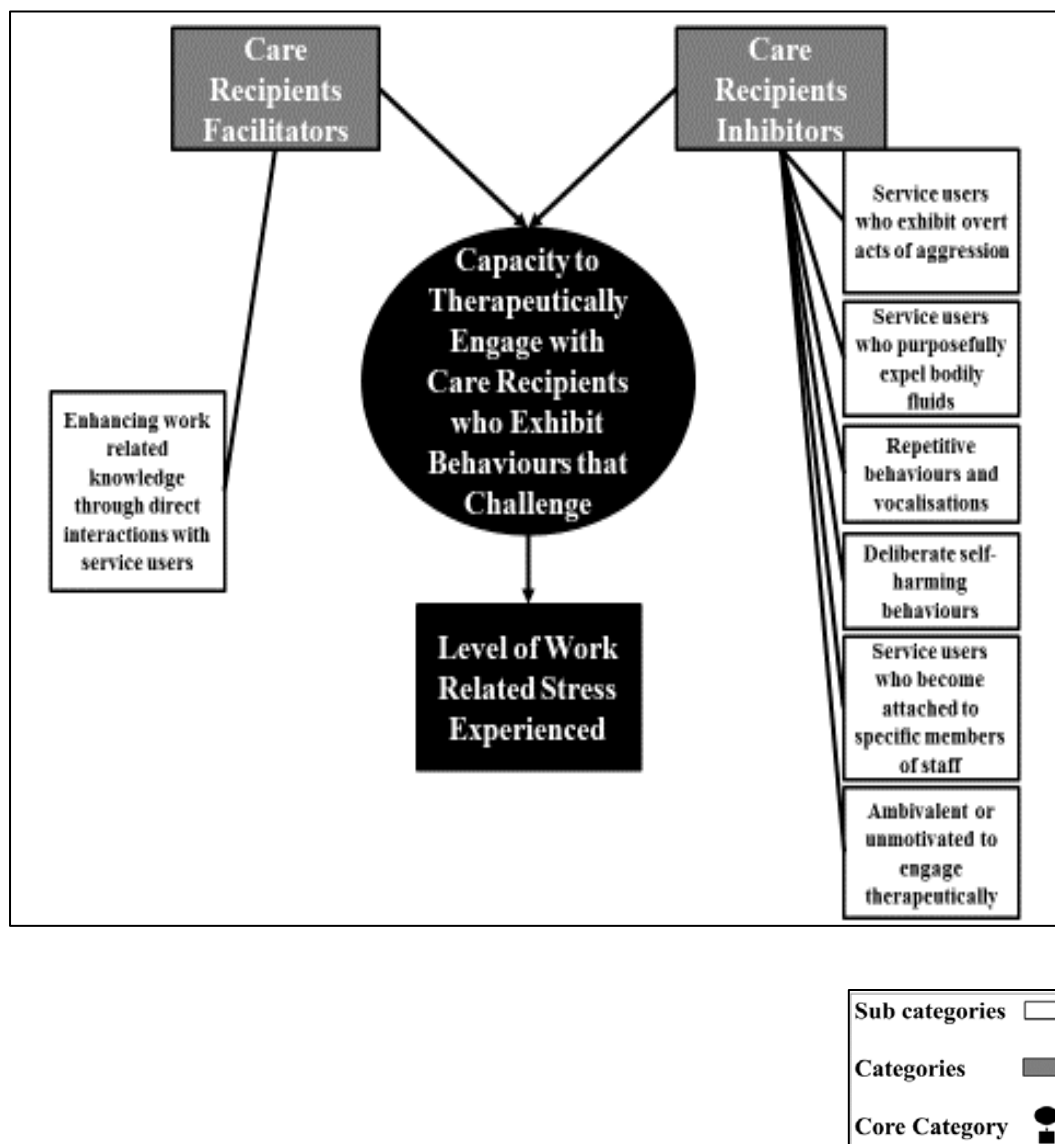 Care
Recipients
Facilitators
Care
Recipients
Inhibitors
Capacity to
Therapeutically
Engage with
Care Recipients
who Exhibit
Behaviours that
Challenge
Enhancing work
related
knowledge
through direct
interactions with
service users
Level of Work
Related Stress
Experienced
Service users
who exhibit overt
acts of aggression
Service users
who purposefully
expel bodily
fluids
Repetitive
behaviours and
vocalisations
Deliberate self-
harming
behaviours
Service users
who become
attached to
specific members
of staff
Ambivalent or
unmotivated to
engage
therapeutically
Sub categories
Categories
Core Category